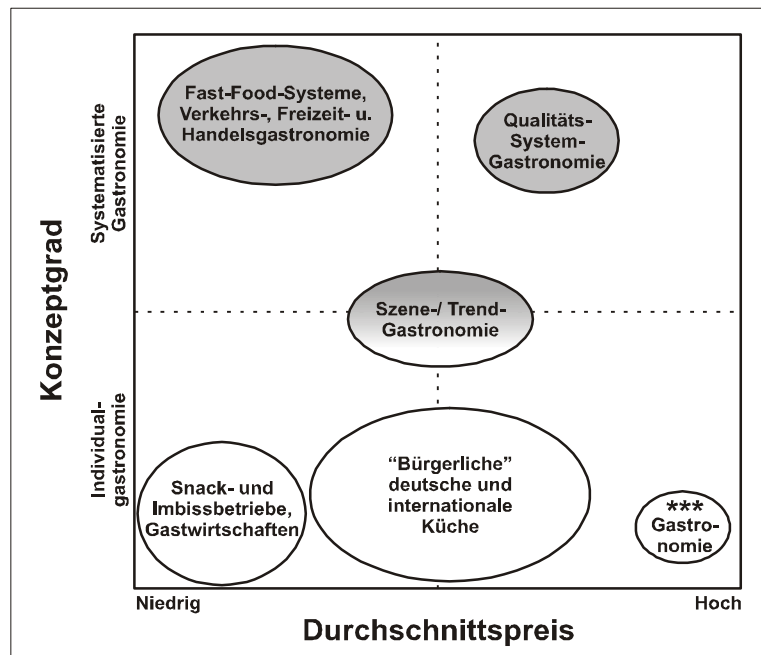 Fast-Food-Systeme,
Verkehrs-, Freizeit- u.
Handelsgastronomie
Qualitäts-
System-
Gastronomie
Systematisierte
Gastronomie
Konzeptgrad
Szene-/ Trend-
Gastronomie
Individual-
gastronomie
Snack- und
Imbissbetriebe,
Gastwirtschaften
“Bürgerliche”
deutsche und
internationale
Küche
***
Gastro-
nomie
Niedrig
Hoch
Durchschnittspreis